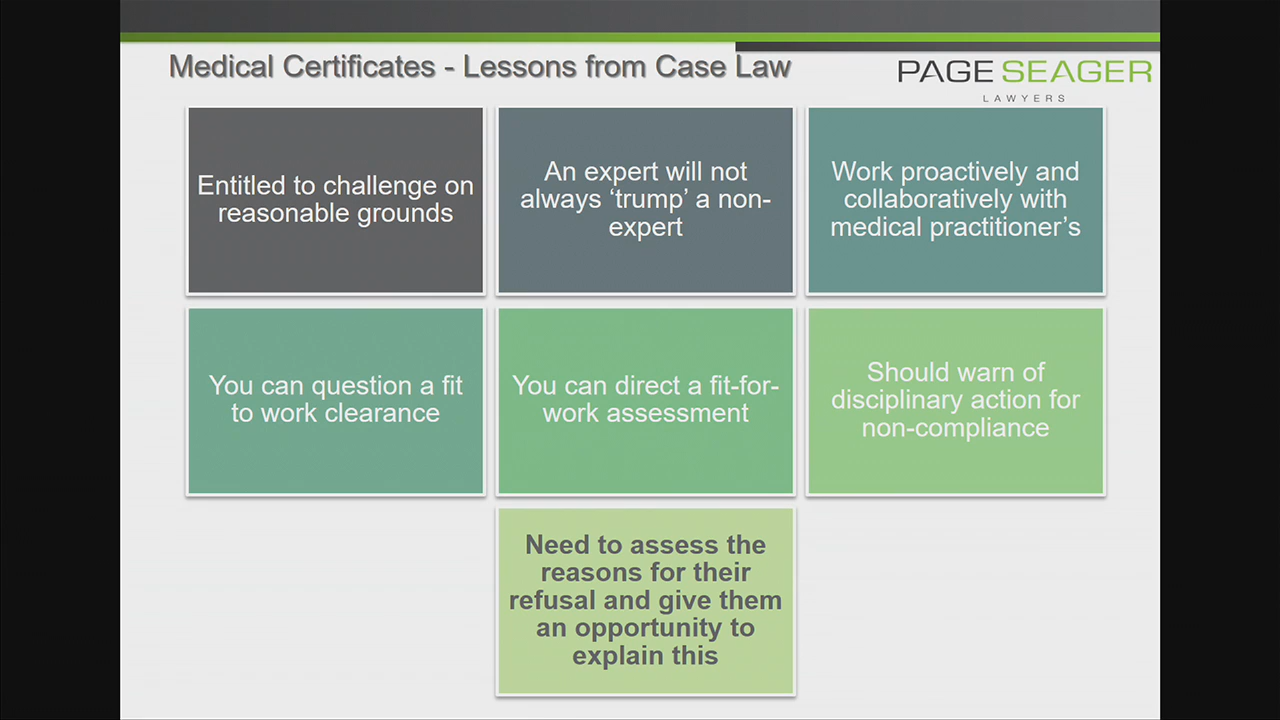 Medical Certificates - Lessons from Case Law
PAGE SEAGER
LAWYERS
Entitled to challenge on
reasonable grounds
An expert will not
always ‘trump’ a non-
expert
Work proactively and
collaboratively with
medical practitioner’s
You can question a fit
to work clearance
You can direct a fit-for-
work assessment
Should warn of
disciplinary action for
non-compliance
Need to assess the
reasons for their
refusal and give them
an opportunity to
explain this